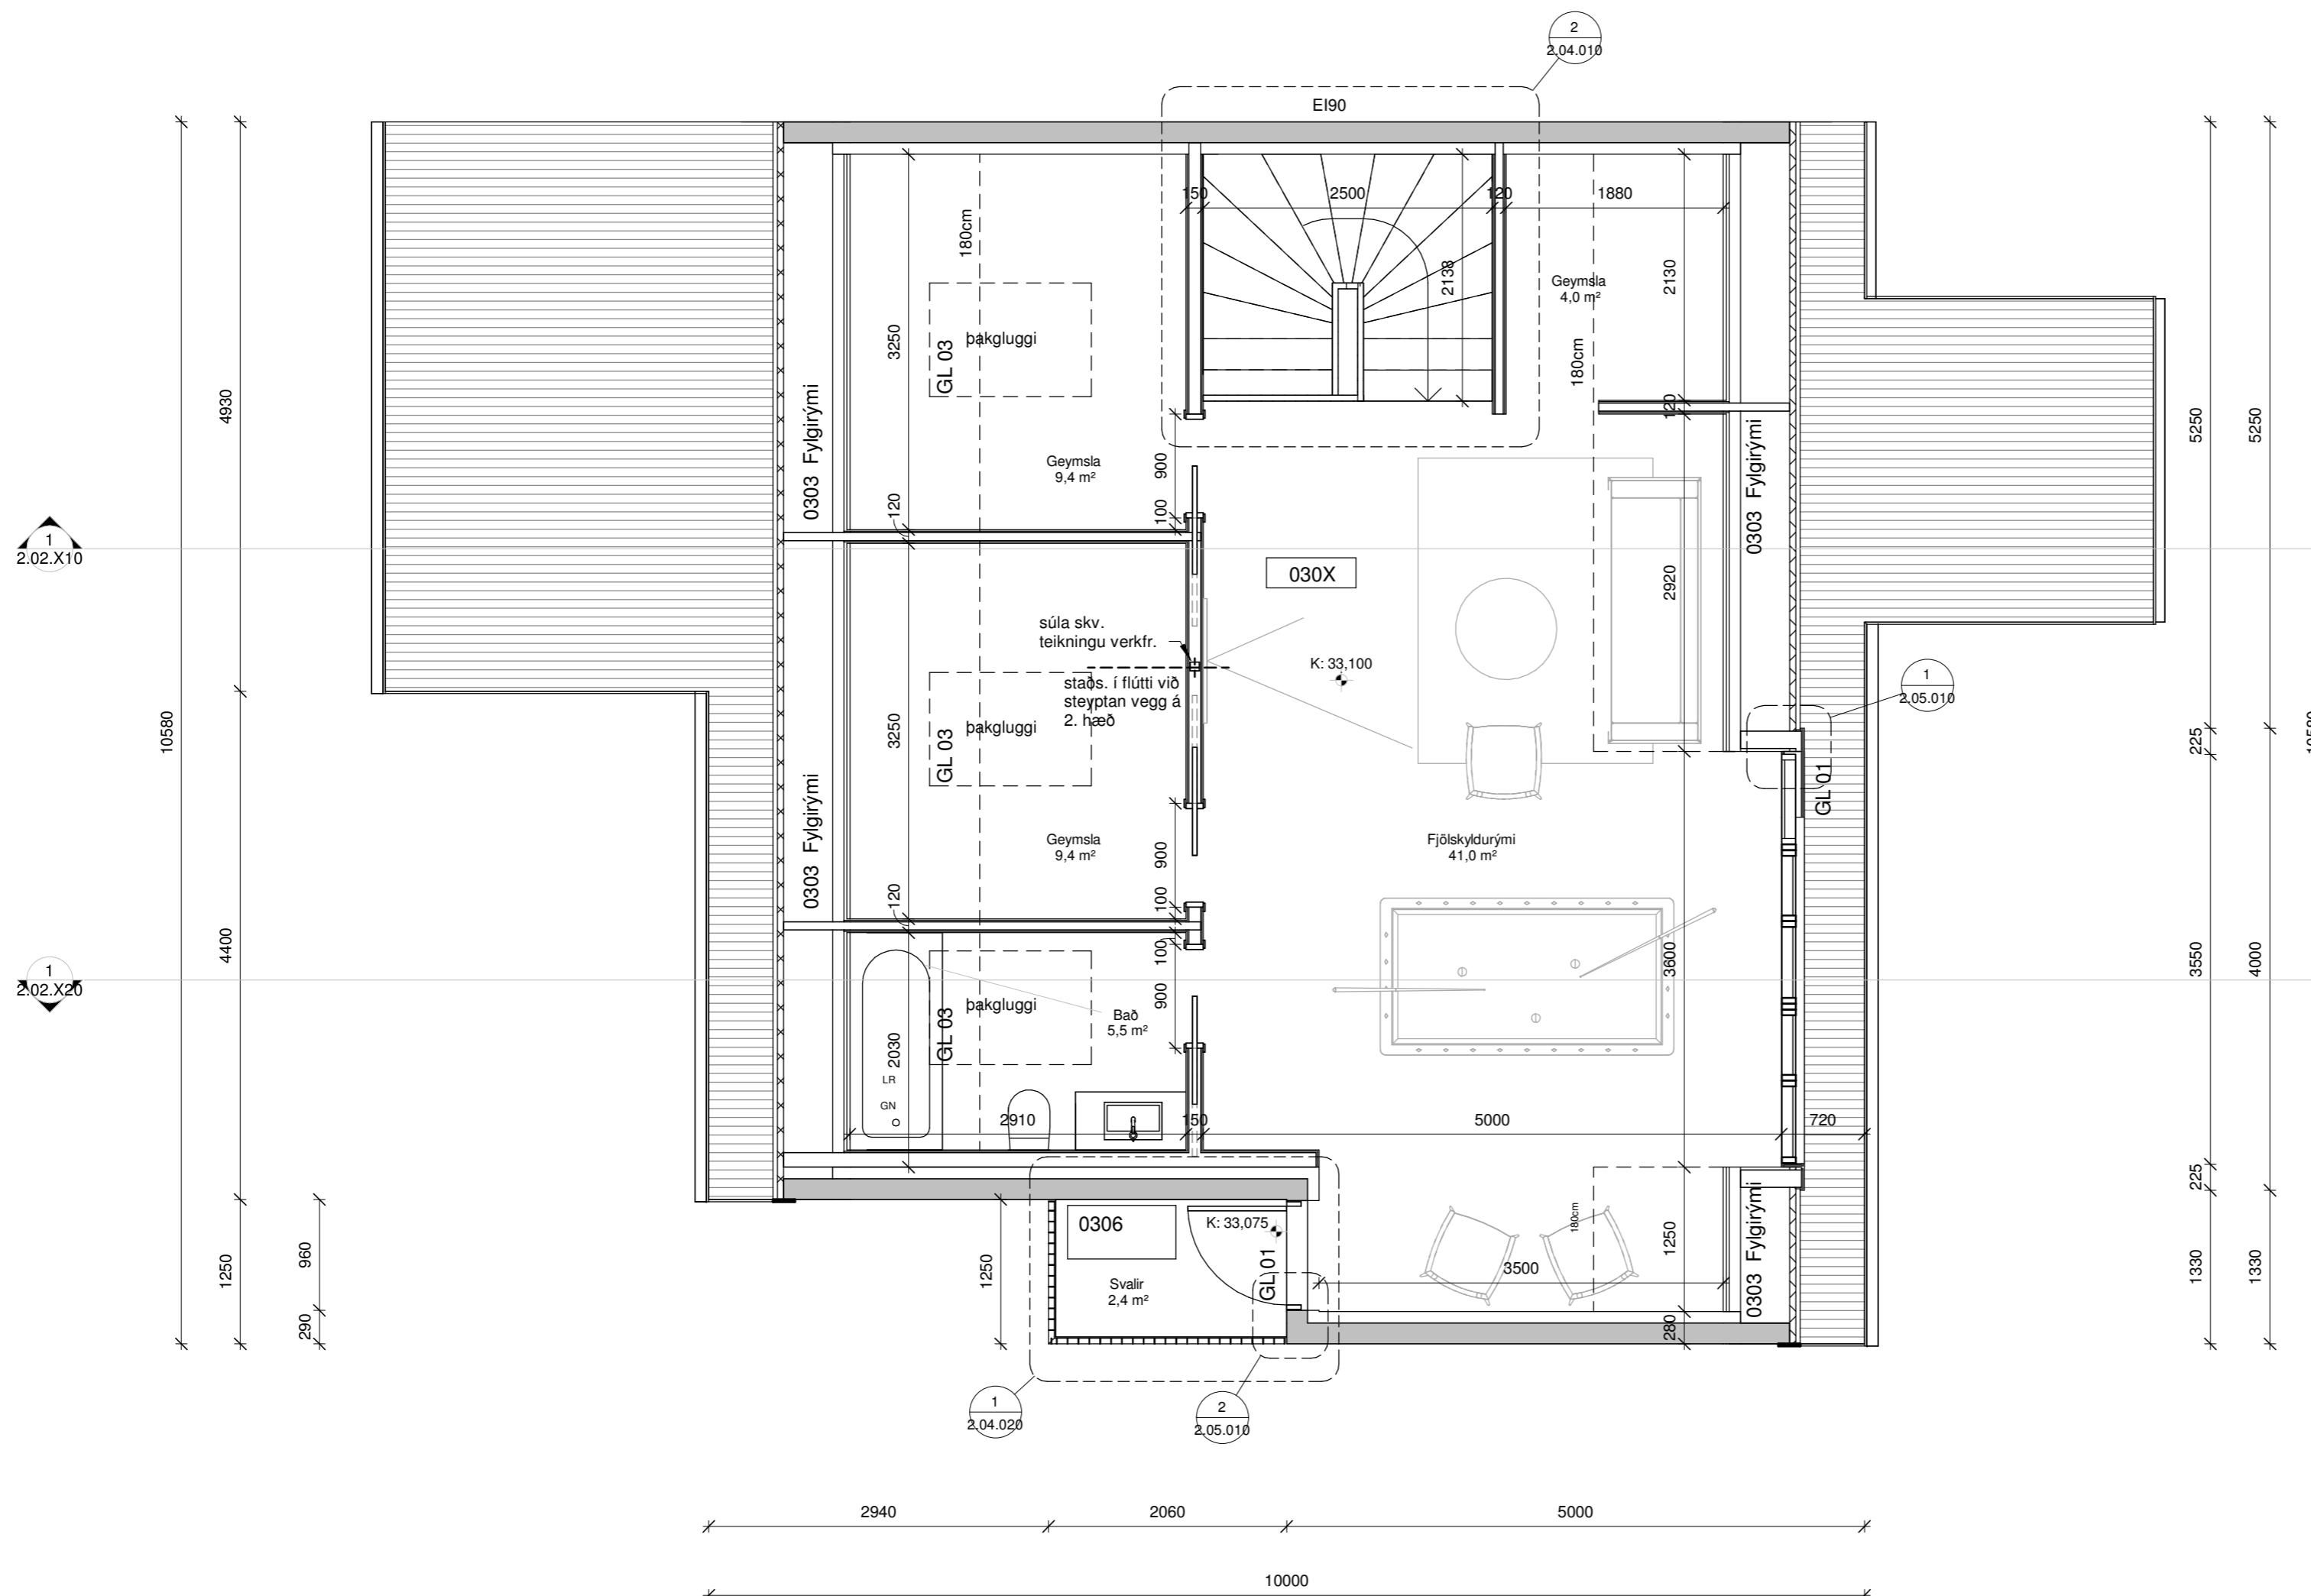 2
2.04.010
EI90
150
2500
120
1880
180cm
2138
2130
Geymsla
4,0 m²
180cm
þakgluggi
GL 03
3250
4930
0303 Fylgirými
5250
5250
120
0303 Fylgirými
Geymsla
9,4 m²
900
100
120
1
2.02.X10
030X
2920
súla skv.
teikningu verkfr.
K: 33,100
staðs. í flútti við
steyptan vegg á
2. hæð
1
2.05.010
10580
10580
3250
GL 03
þakgluggi
225
GL 01
0303 Fylgirými
Geymsla
9,4 m²
Fjölskyldurými
41,0 m²
900
100
120
4400
100
3600
3550
4000
1
2.02.X20
900
þakgluggi
GL 03
Bað
5,5 m²
2030
LR
GN
2910
150
5000
720
225
0306
K: 33,075
180cm
0303 Fylgirými
960
1250
1250
GL 01
1250
1330
1330
3500
Svalir
2,4 m²
290
280
1
2.04.020
2
2.05.010
2940
2060
5000
10000